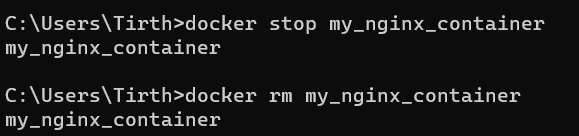 C:\Users\Tirth>docker stop my_nginx_container
my_nginx_container
C:\Users\Tirth>docker rm my_nginx_container
my_nginx_container